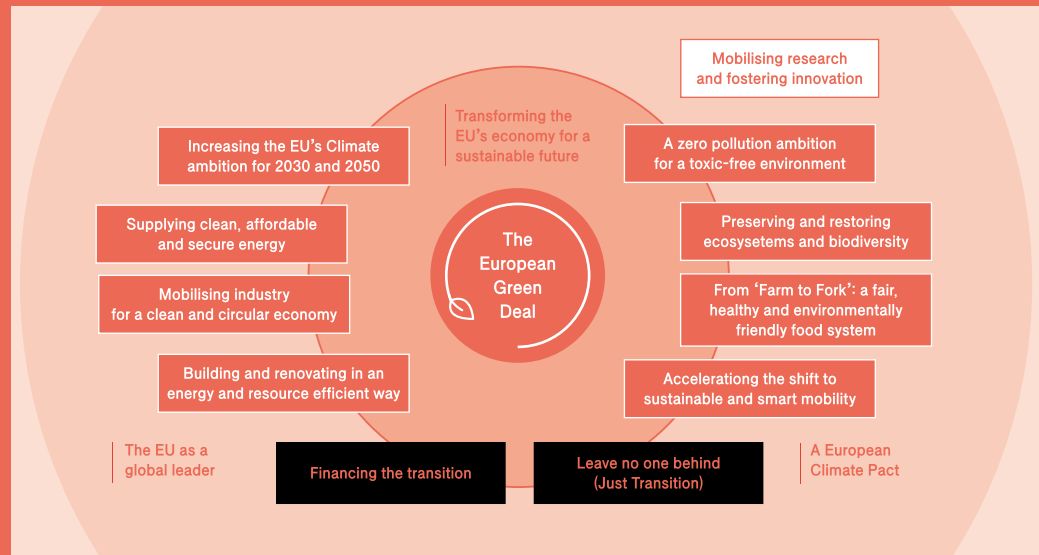 Mobilising research
and fostering innovation
Transforming the
EU's economy for a
sustainable future
Increasing the EU's Climate
ambition for 2030 and 2050
A zero pollution ambition
for a toxic-free environment
Supplying clean, affordable
and secure energy
Preserving and restoring
ecosysetems and biodiversity
The
European
Green
Deal
Mobilising industry
for a clean and circular economy
From ‘Farm to Fork’: a fair,
healthy and environmentally
friendly food system
Building and renovating in an
energy and resource efficient way
Accelerationg the shift to
sustainable and smart mobility
The EU as a
global leader
Financing the transition
Leave no one behind
(Just Transition)
A European
Climate Pact